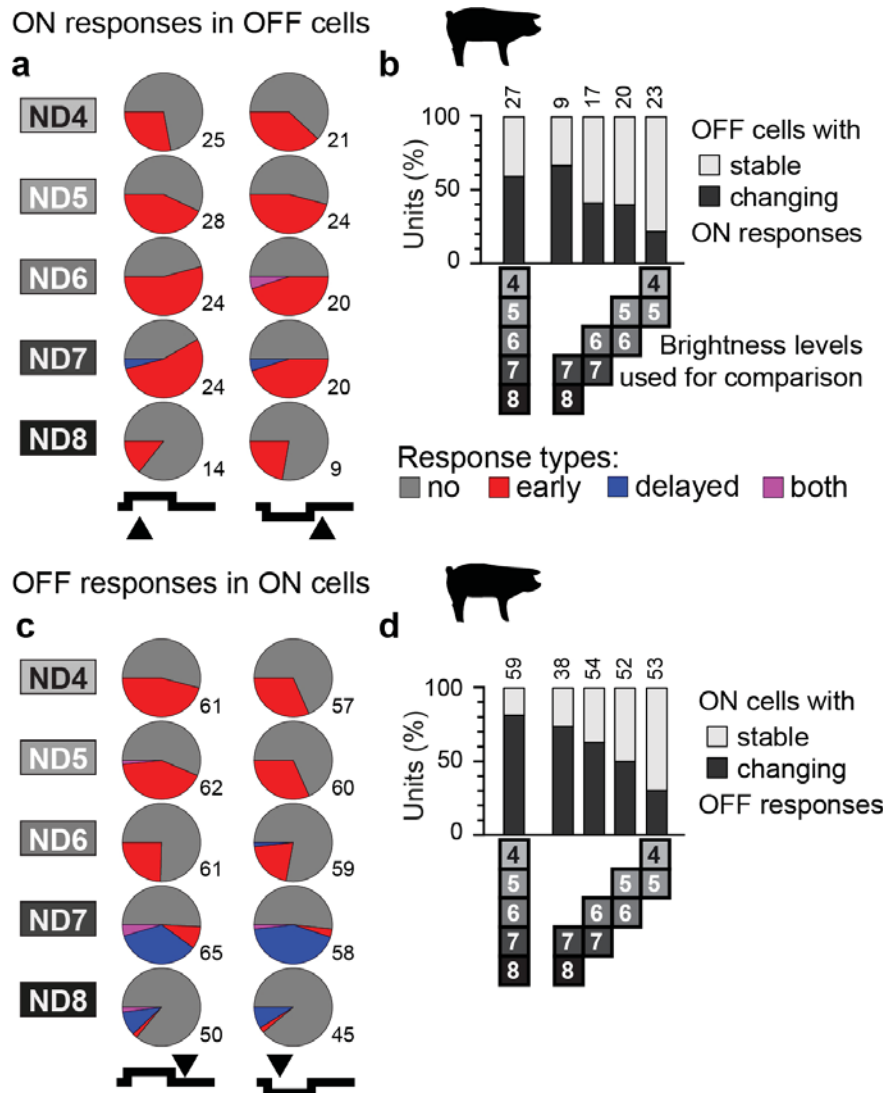 ON responses in OFF cells
a
ND4
25
21
ND5
28
24
ND6
24
20
ND7
24
20
ND8
14
9
b
27 9 17 20 23
100
50
0
Units (%)
OFF cells with
stable
changing
ON responses
4 4
5 5 5
6 6 6
7 7 7
8 8
Brightness levels
used for comparison
Response types:
no early delayed both
OFF responses in ON cells
c
ND4
61
57
ND5
62
60
ND6
61
59
ND7
65
58
ND8
50
45
d
59 38 54 52 53
100
50
0
Units (%)
ON cells with
stable
changing
OFF responses
4 4
5 5 5
6 6 6
7 7 7
8 8